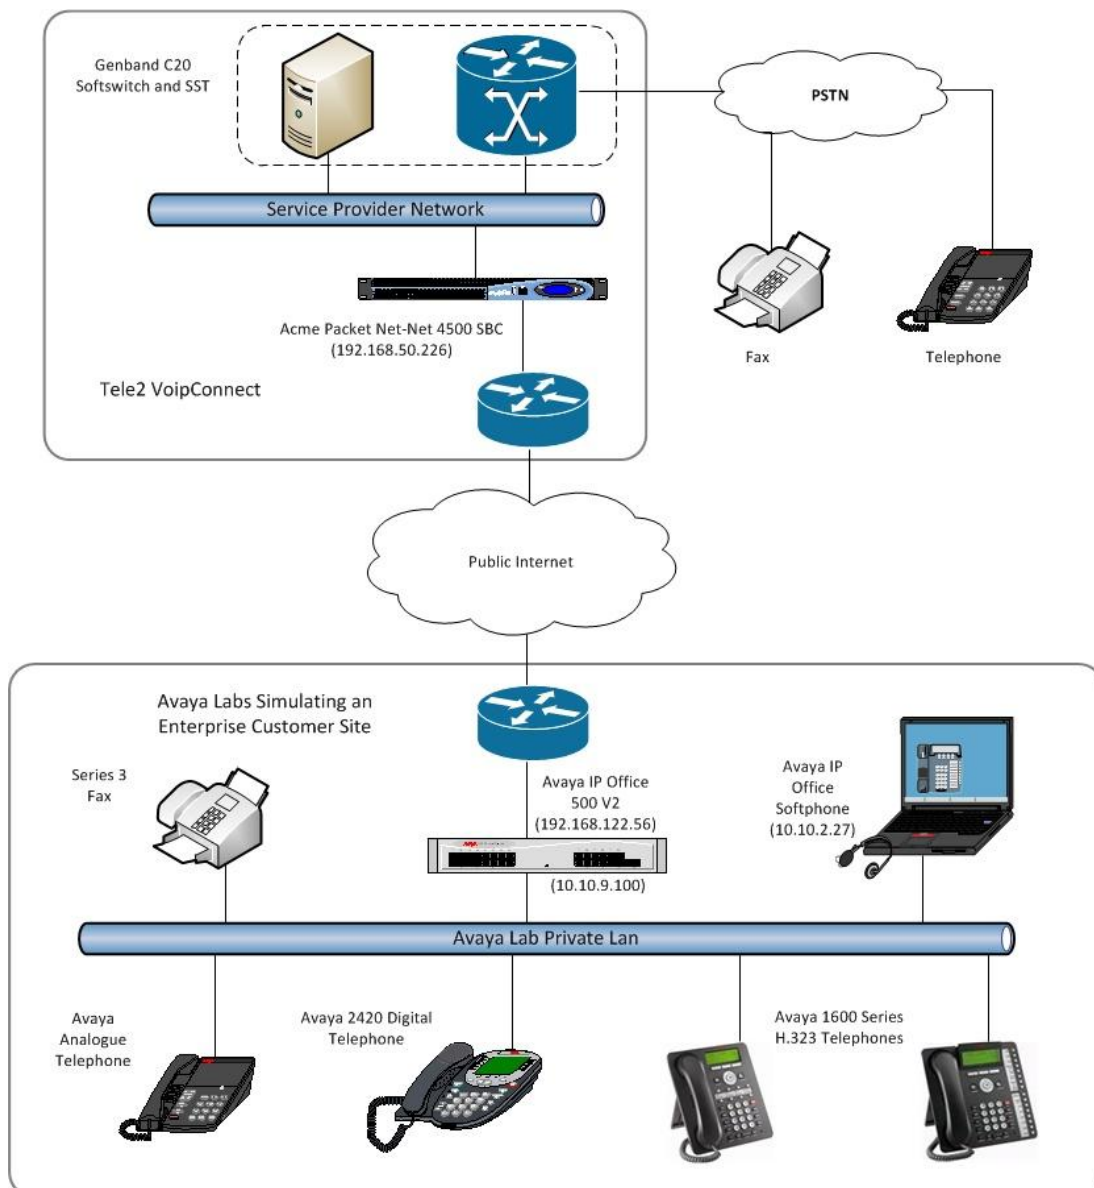 Genband C20
Softswitch and SST
PSTN
Service Provider Network
Acme Packet Net-Net 4500 SBC
(192.168.50.226)
Fax
Telephone
Tele2 VoipConnect
Public Internet
Avaya Labs Simulating an
Enterprise Customer Site
Series 3
Fax
Avaya IP Office
500 V2
(192.168.122.56)
(10.10.9.100)
Avaya IP
Office
Softphone
(10.10.2.27)
Avaya Lab Private Lan
Avaya
Analogue
Telephone
Avaya 2420 Digital
Telephone
Avaya 1600 Series
H.323 Telephones